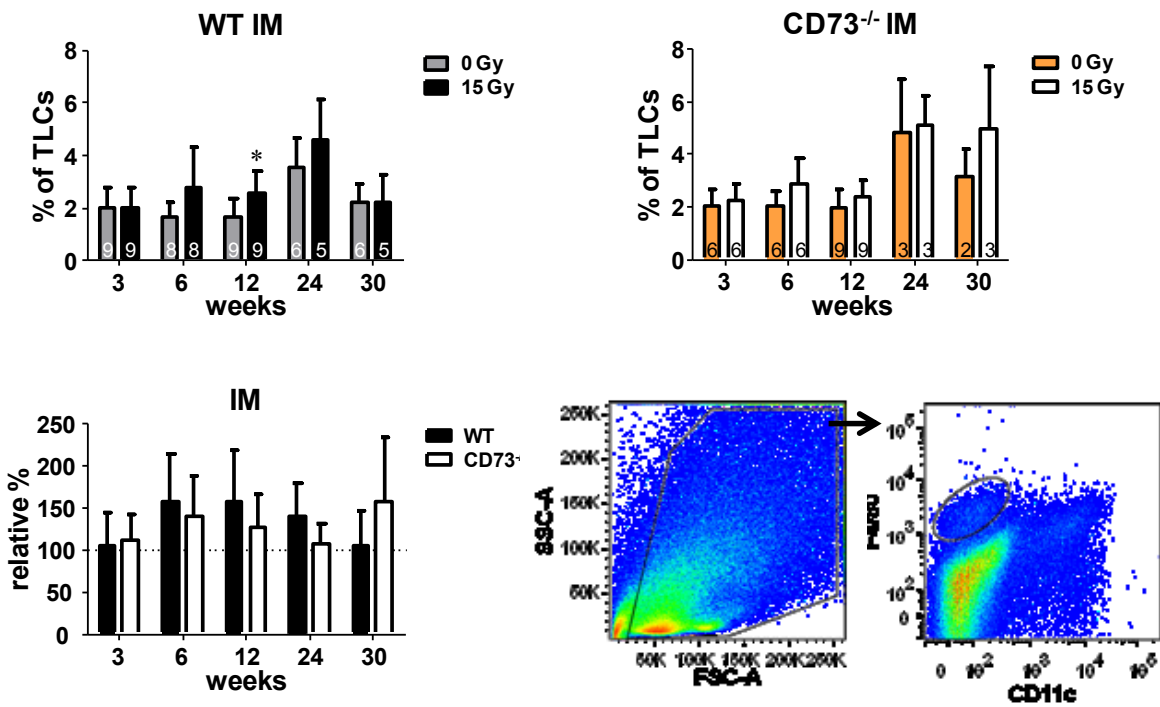 WT IM
8
6
4
2
0
% of TLCs
9 9 8 8 9 9 6 5 6 5
*
3 6 12 24 30
weeks
0 Gy
15 Gy
CD73-/- IM
8
6
4
2
0
% of TLCs
6 6 6 6 9 9 3 3 2 3
3 6 12 24 30
weeks
0 Gy
15 Gy
IM
250
200
150
100
50
0
relative %
3 6 12 24 30
weeks
WT
CD73-
250K
200K
150K
100K
50K
0
SSC-A
50K 100K 150K 200K 250K
FSC-A
10^5
10^4
10^3
10^2
0
0 10^2 10^3 10^4 10^5
CD11c